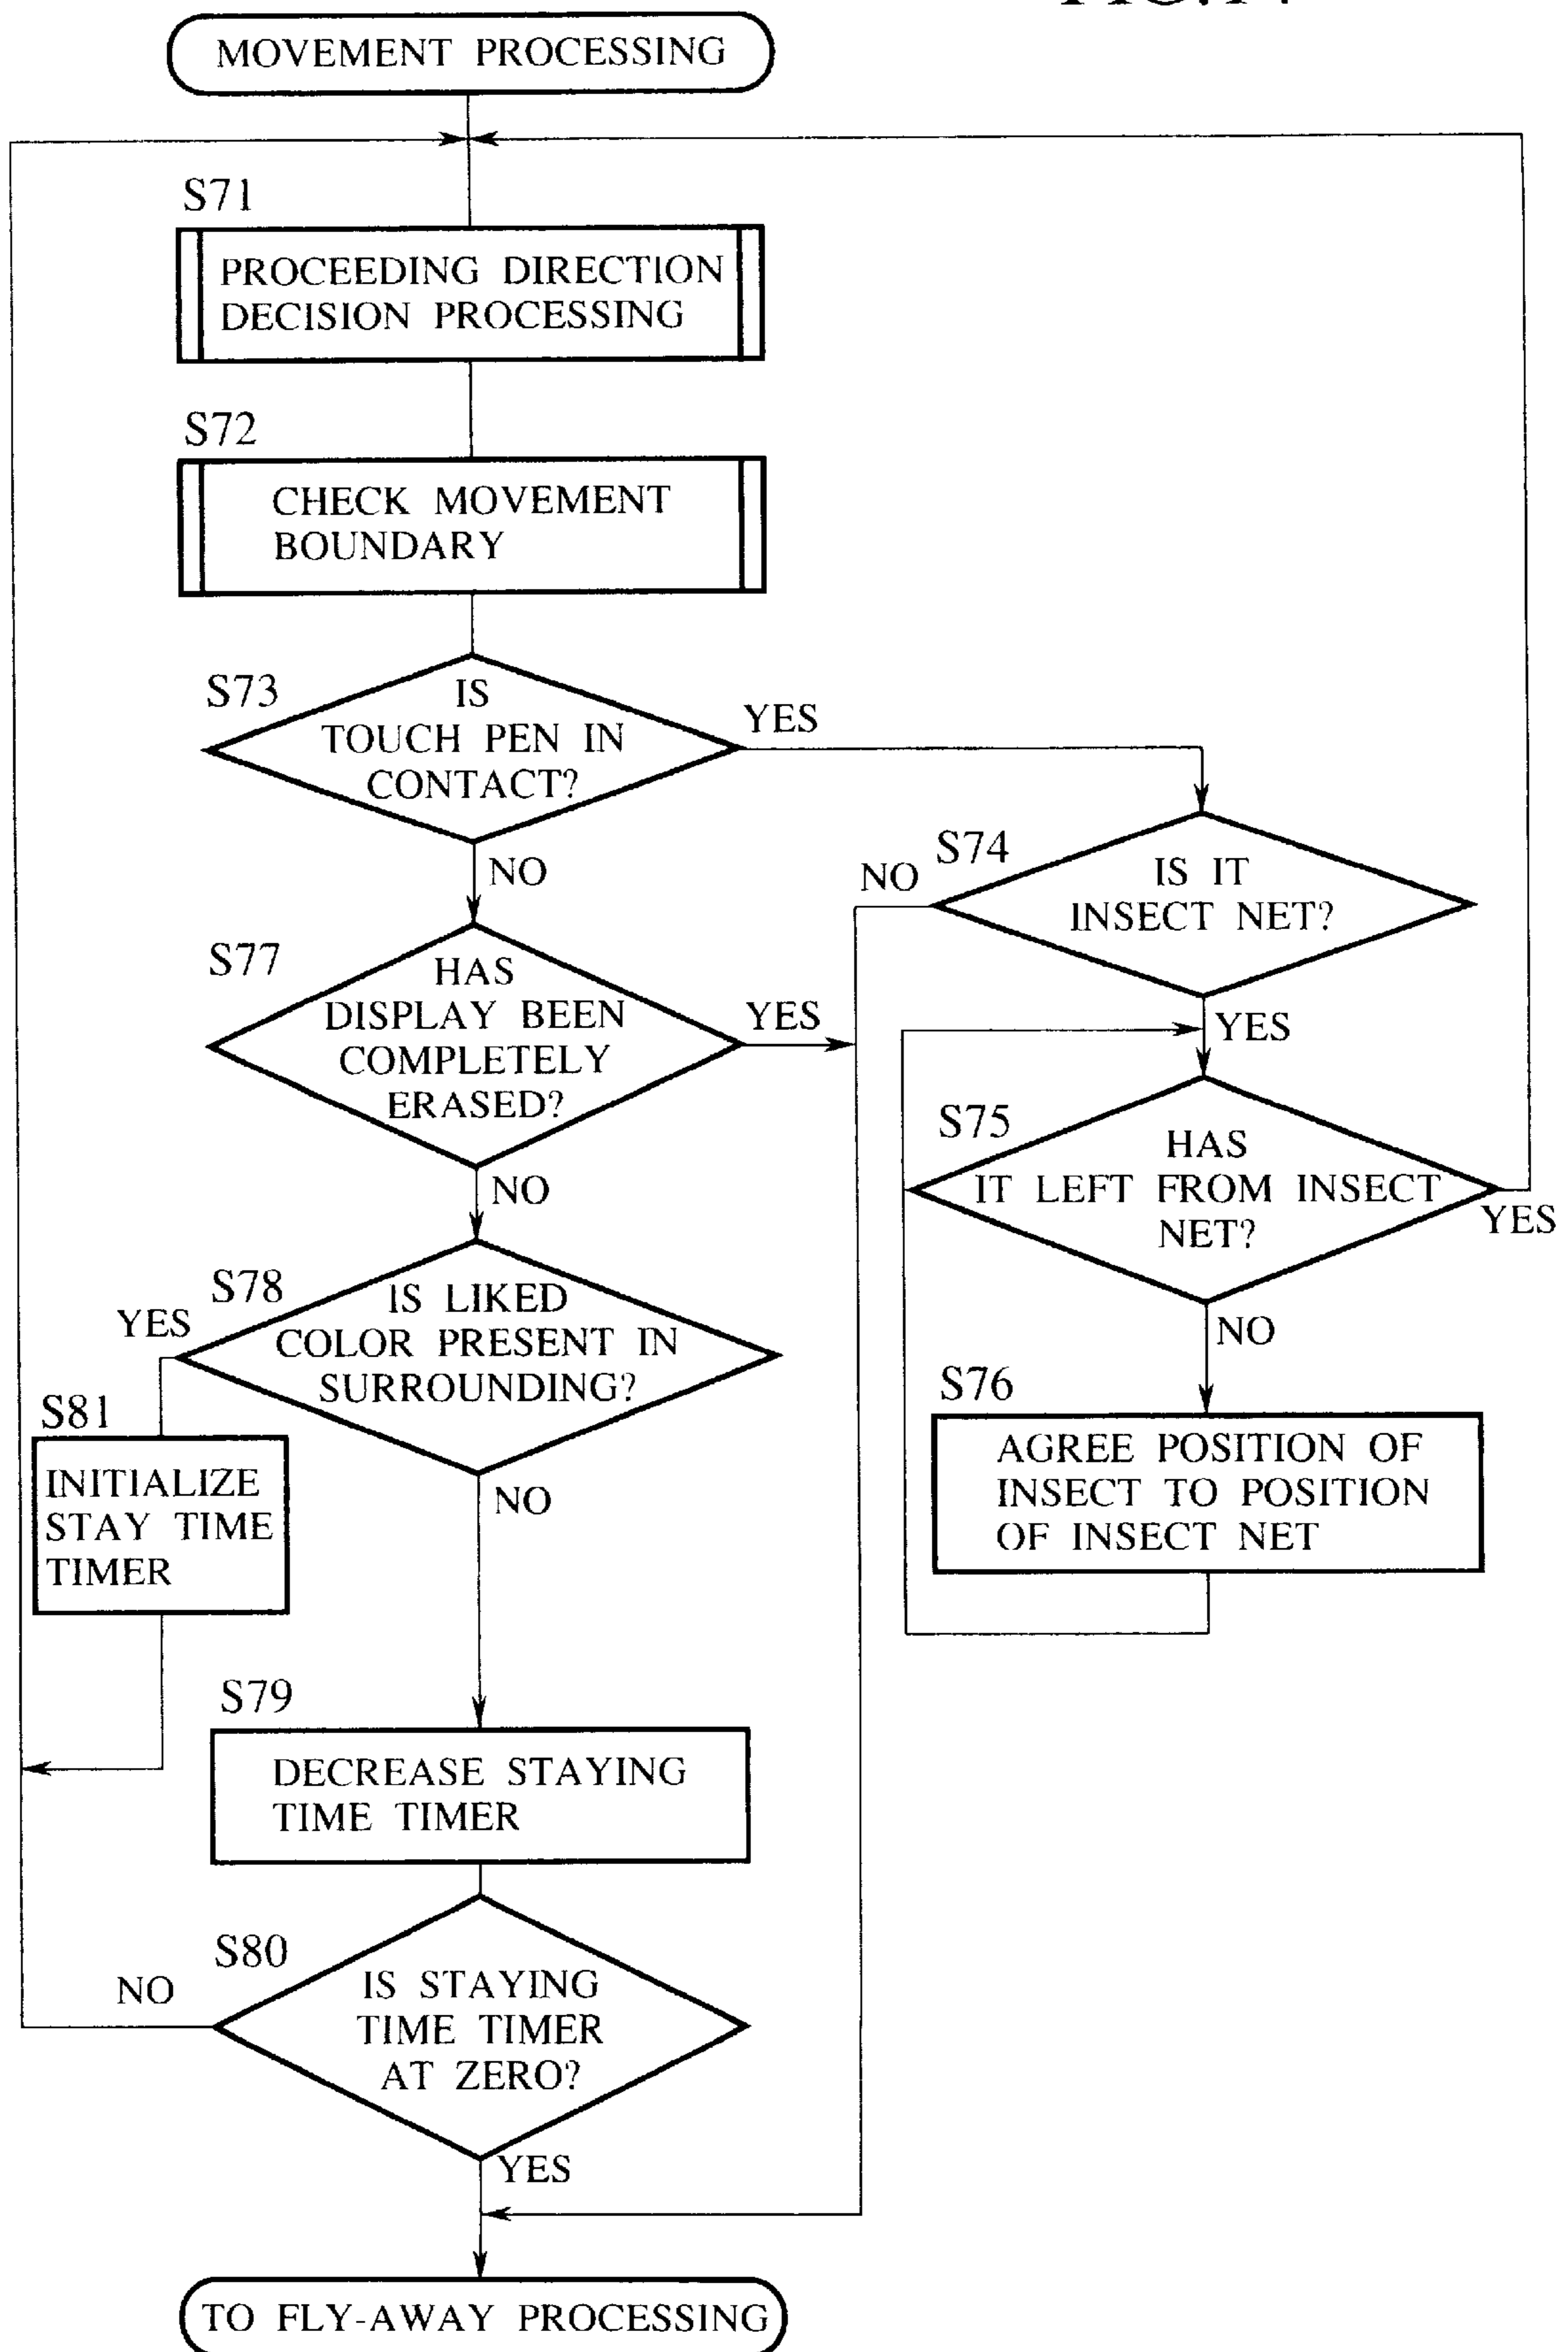 MOVEMENT PROCESSING
S71
PROCEEDING DIRECTION
DECISION PROCESSING
S72
CHECK MOVEMENT
BOUNDARY
S73
IS
TOUCH PEN IN
CONTACT?
YES
NO
S74
IS IT
INSECT NET?
NO
YES
S75
HAS
IT LEFT FROM INSECT
NET?
YES
NO
S76
AGREE POSITION OF
INSECT TO POSITION
OF INSECT NET
S77
HAS
DISPLAY BEEN
COMPLETELY
ERASED?
YES
NO
S78
IS LIKED
COLOR PRESENT IN
SURROUNDING?
YES
NO
S81
INITIALIZE
STAY TIME
TIMER
S79
DECREASE STAYING
TIME TIMER
S80
IS STAYING
TIME TIMER
AT ZERO?
NO
YES
TO FLY-AWAY PROCESSING